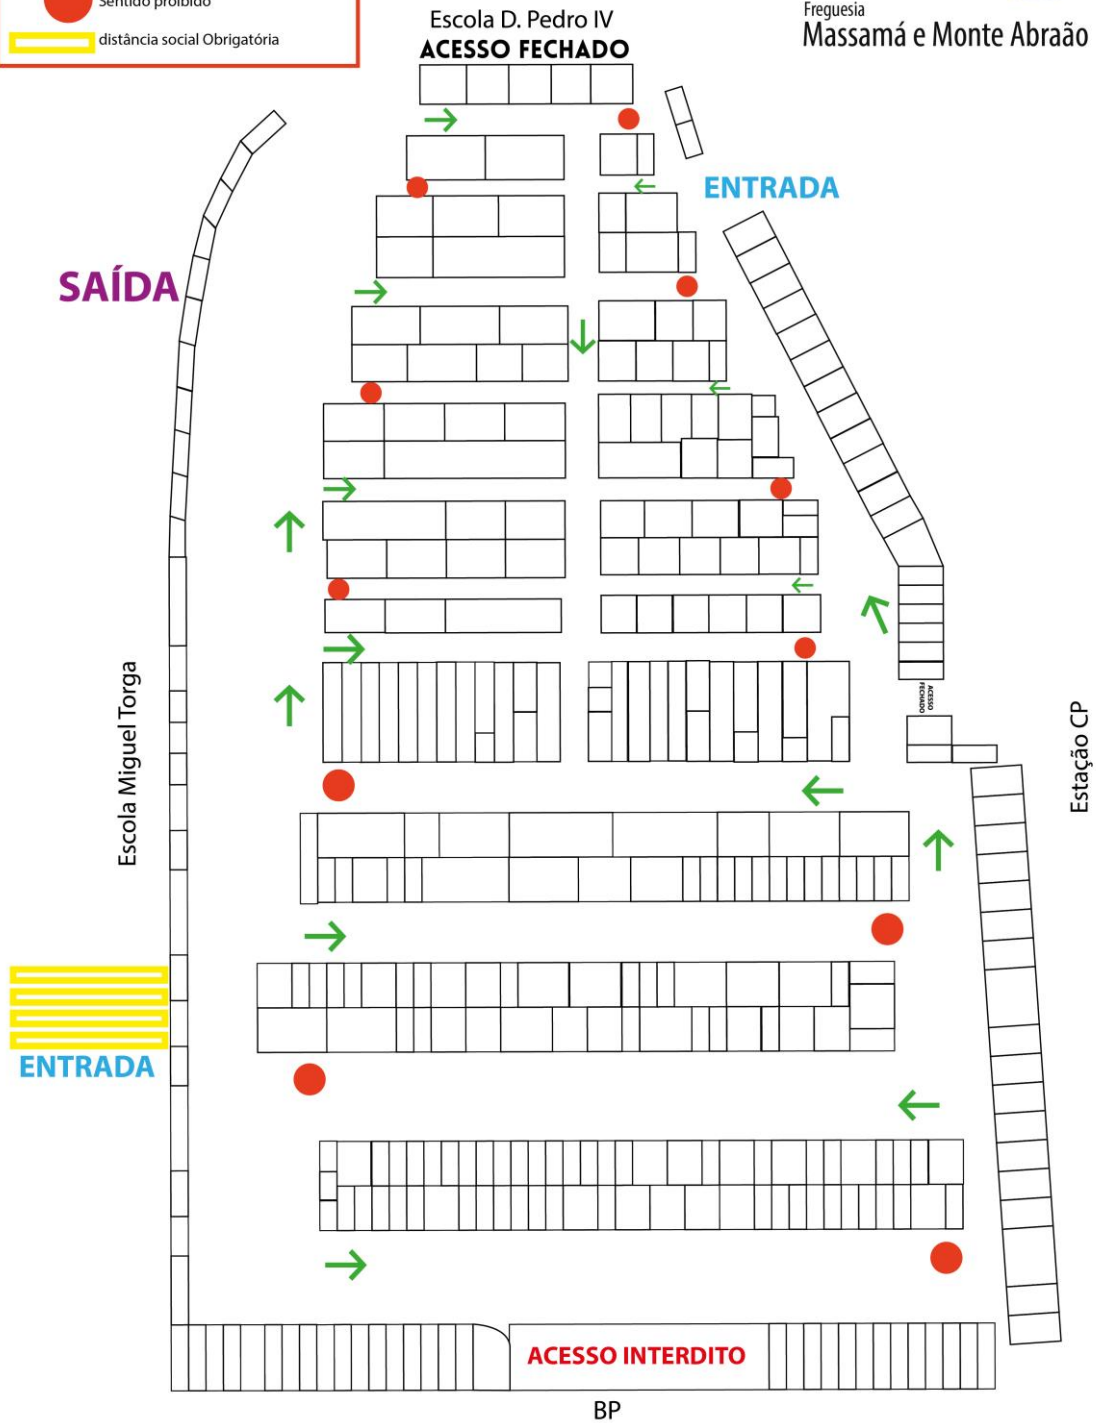 Sentido proibido
distância social Obrigatória
Escola D. Pedro IV
ACESSO FECHADO
Freguesia
Massamá e Monte Abraão
ENTRADA
SAÍDA
ACESSO
FECHADO
Escola Miguel Torga
Estação CP
ENTRADA
ACESSO INTERDITO
BP